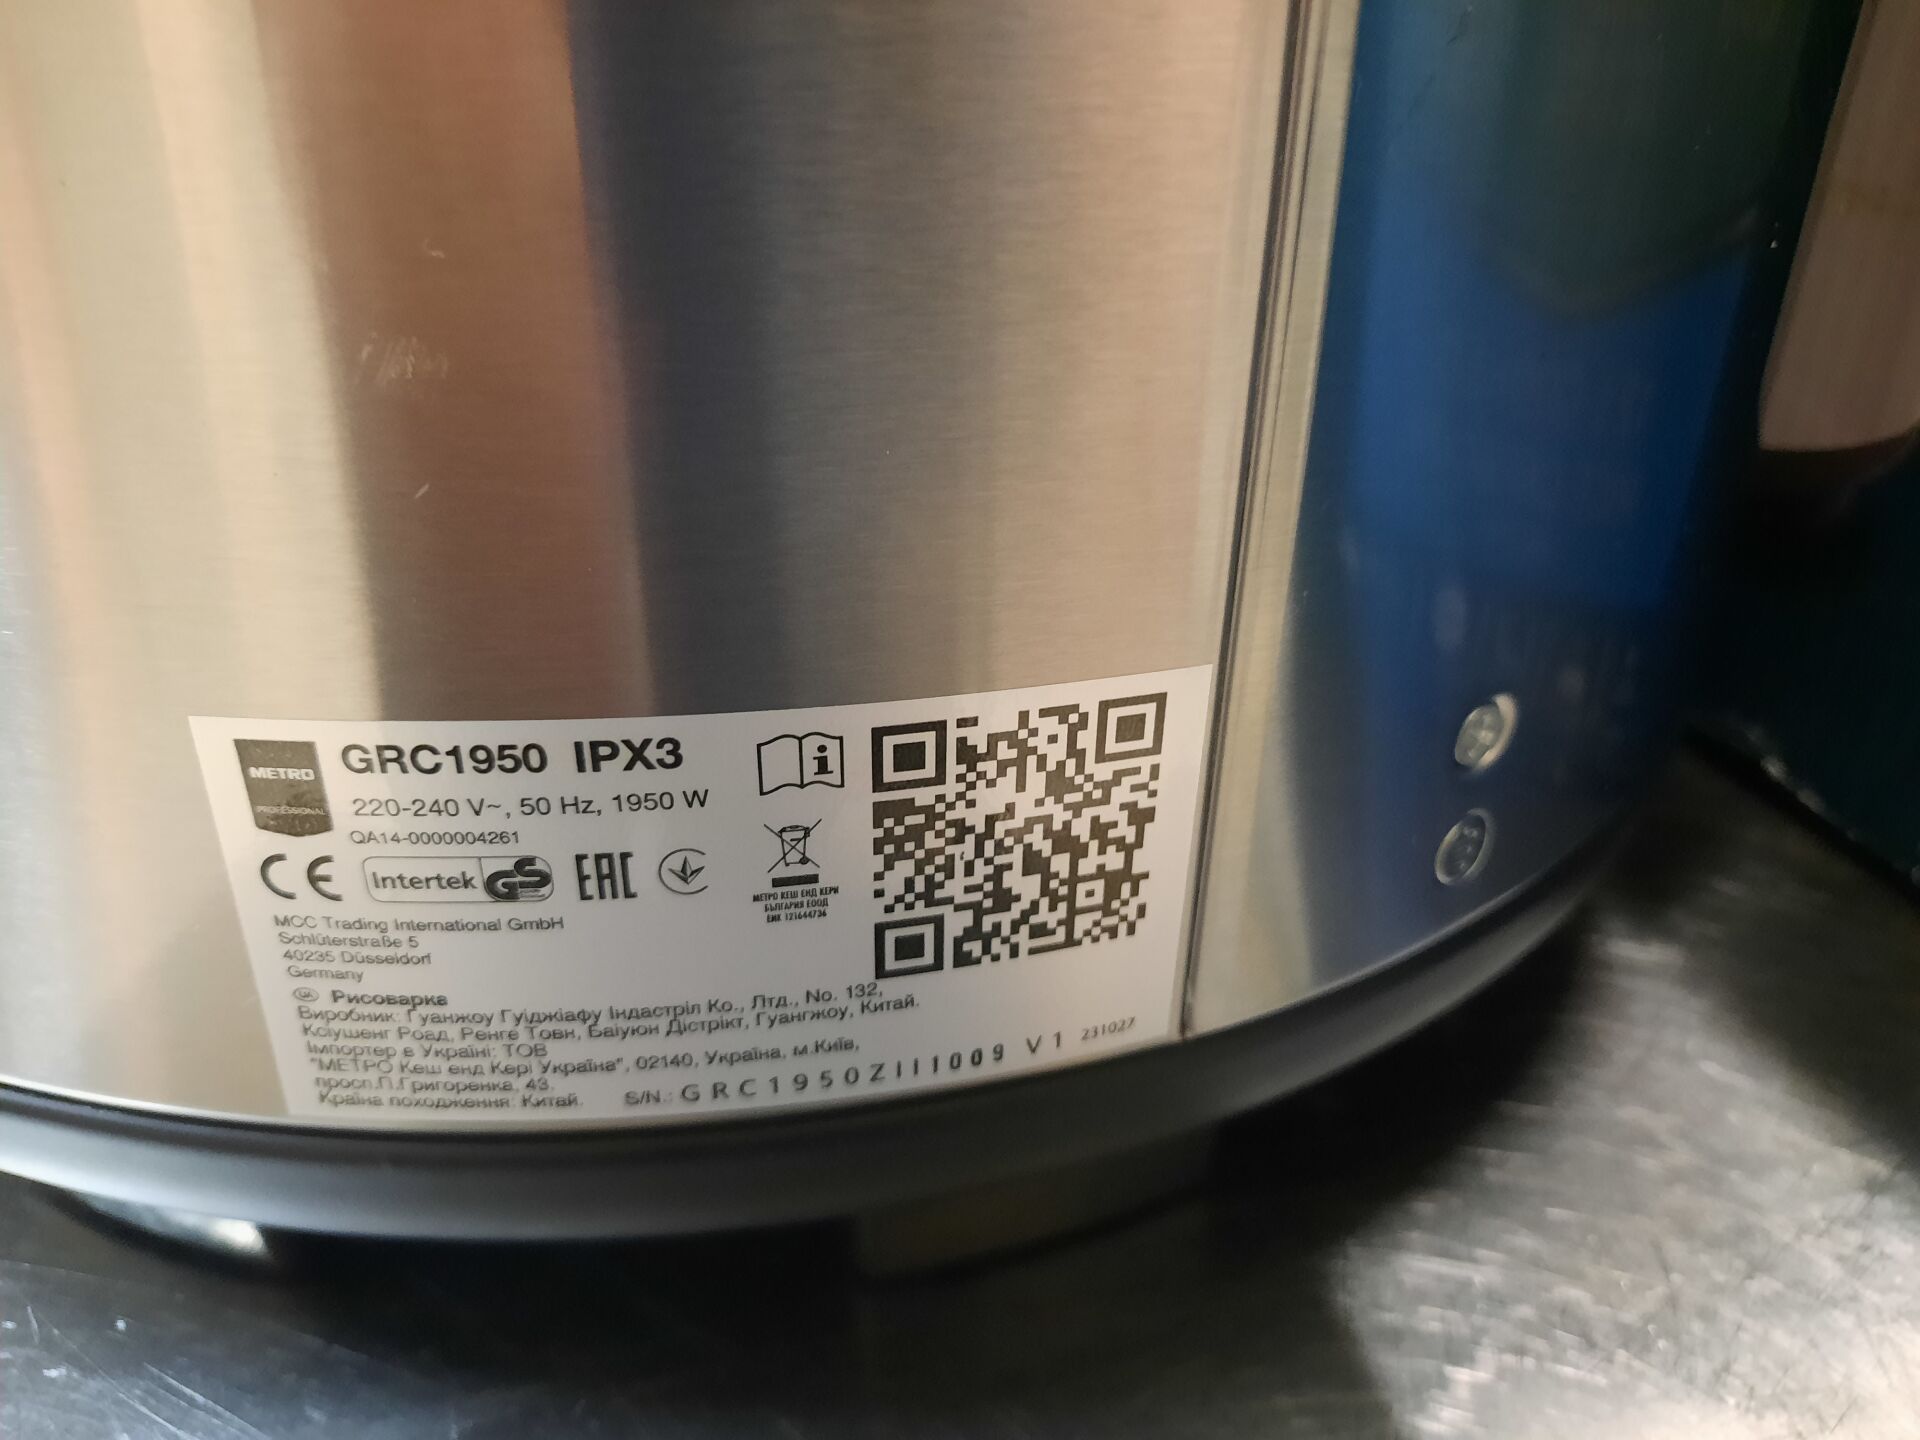 METRO
PROFESSIONAL
GRC1950 IPX3
220-240 V~, 50 Hz, 1950 W
QA14-0000004261
CE Intertek GS EAC
МЕТРО КЕШ ЕНД КЕРИ
БЪЛГАРИЯ ЕООД
ЕИК 121644736
MCC Trading International GmbH
Schlüterstraße 5
40235 Düsseldorf
Germany
UA Рисоварка
Виробник: Гуанжоу Гуіджіафу Індастріл Ко., Лтд., No. 132,
Ксіушенг Роад, Ренге Товн, Баіуюн Дістрікт, Гуангжоу, Китай.
Імпортер в Україні: ТОВ
"МЕТРО Кеш енд Кері Україна", 02140, Україна, м.Київ,
просп.П.Григоренка, 43.
Країна походження: Китай.
S/N.: GRC1950ZIII009 V1 231027